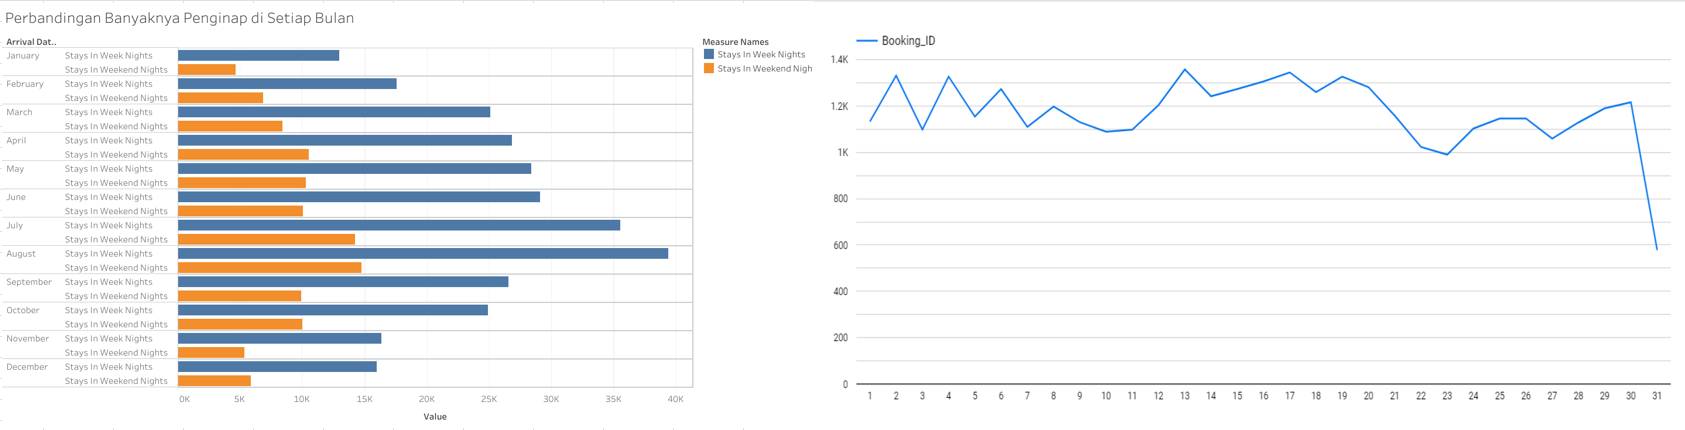 Perbandingan Banyaknya Penginap di Setiap Bulan
Arrival Dat..
January Stays In Week Nights
Stays In Weekend Nights
February Stays In Week Nights
Stays In Weekend Nights
March Stays In Week Nights
Stays In Weekend Nights
April Stays In Week Nights
Stays In Weekend Nights
May Stays In Week Nights
Stays In Weekend Nights
June Stays In Week Nights
Stays In Weekend Nights
July Stays In Week Nights
Stays In Weekend Nights
August Stays In Week Nights
Stays In Weekend Nights
September Stays In Week Nights
Stays In Weekend Nights
October Stays In Week Nights
Stays In Weekend Nights
November Stays In Week Nights
Stays In Weekend Nights
December Stays In Week Nights
Stays In Weekend Nights
0K 5K 10K 15K 20K 25K 30K 35K 40K
Value
Measure Names
Stays In Week Nights
Stays In Weekend Nigh
Booking_ID
1.4K
1.2K
1K
800
600
400
200
0
1 2 3 4 5 6 7 8 9 10 11 12 13 14 15 16 17 18 19 20 21 22 23 24 25 26 27 28 29 30 31